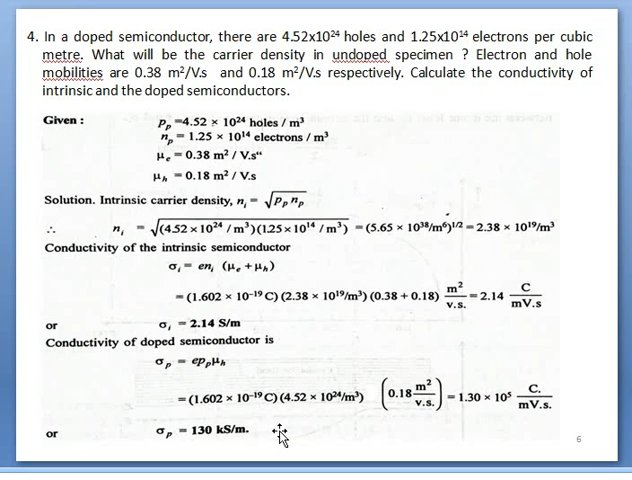 4. In a doped semiconductor, there are 4.52x10²⁴ holes and 1.25x10¹⁴ electrons per cubic
metre. What will be the carrier density in undoped specimen ? Electron and hole
mobilities are 0.38 m²/V.s and 0.18 m²/V.s respectively. Calculate the conductivity of
intrinsic and the doped semiconductors.
Given : Pₚ =4.52 × 10²⁴ holes / m³
nₚ = 1.25 × 10¹⁴ electrons / m³
μₑ = 0.38 m² / V.s"
μₕ = 0.18 m² / V.s
Solution. Intrinsic carrier density, nᵢ = √Pₚ nₚ
∴ nᵢ = √(4.52 × 10²⁴ / m³)(1.25 × 10¹⁴ / m³) = (5.65 × 10³⁸/m⁶)¹/² = 2.38 × 10¹⁹/m³
Conductivity of the intrinsic semiconductor
σᵢ = enᵢ (μₑ + μₕ)
= (1.602 × 10⁻¹⁹ C) (2.38 × 10¹⁹/m³) (0.38 + 0.18) m²/v.s. = 2.14 C/mV.s
or σᵢ = 2.14 S/m
Conductivity of doped semiconductor is
σₚ = epₚμₕ
= (1.602 × 10⁻¹⁹ C) (4.52 × 10²⁴/m³) (0.18 m²/v.s.) = 1.30 × 10⁵ C./mV.s.
or σₚ = 130 kS/m.
6